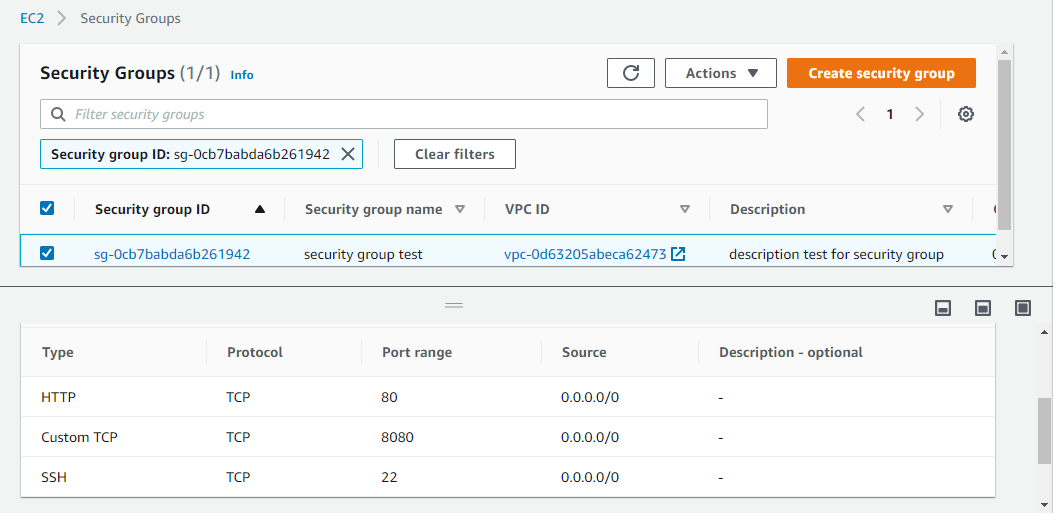 EC2 > Security Groups
Security Groups (1/1) Info
Actions
Create security group
Filter security groups
1
Security group ID: sg-0cb7babda6b261942
Clear filters
Security group ID Security group name VPC ID Description
sg-0cb7babda6b261942 security group test vpc-0d63205abeca62473 description test for security group
Type Protocol Port range Source Description - optional
HTTP TCP 80 0.0.0.0/0 -
Custom TCP TCP 8080 0.0.0.0/0 -
SSH TCP 22 0.0.0.0/0 -